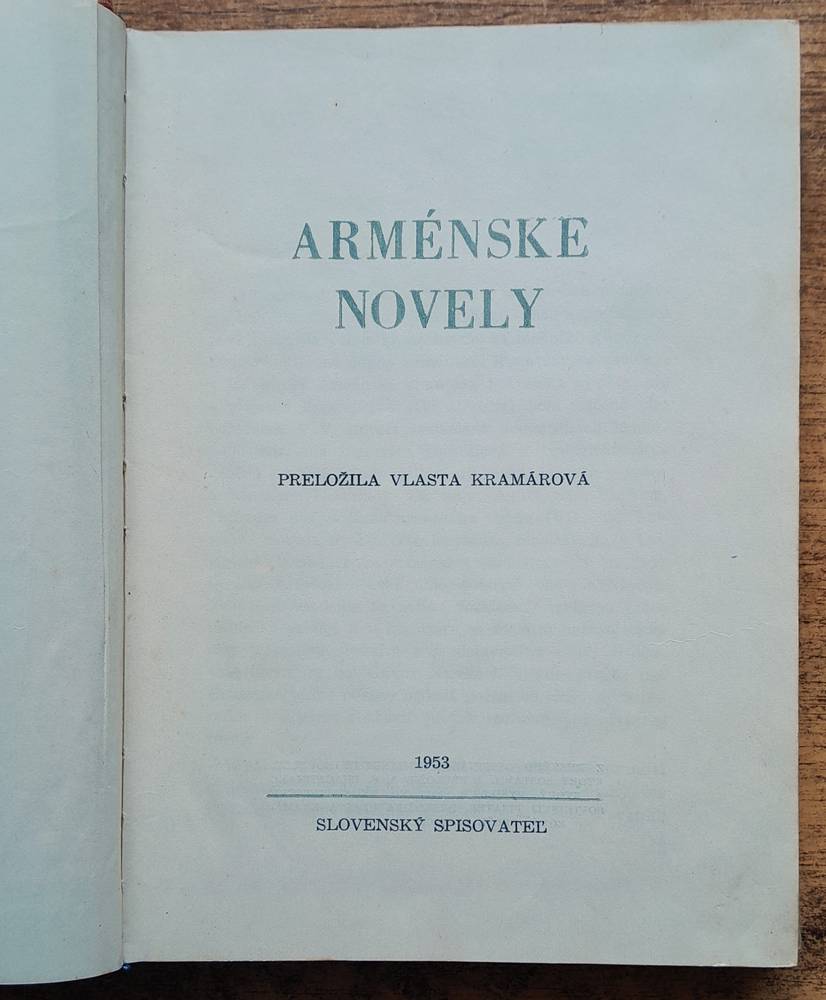 ARMÉNSKE
NOVELY
PRELOŽILA VLASTA KRAMÁROVÁ
1953
SLOVENSKÝ SPISOVATEĽ